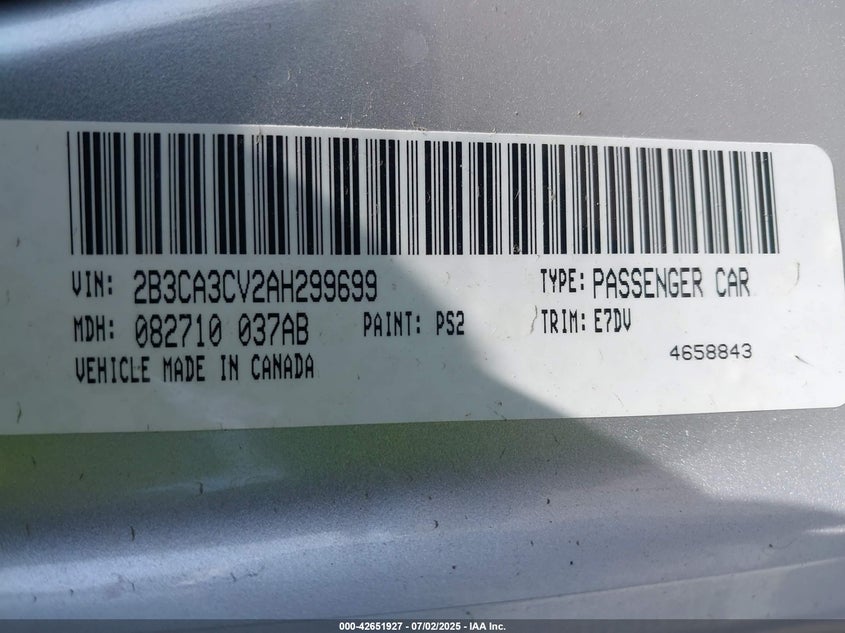 VIN: 2B3CA3CV2AH299699 TYPE: PASSENGER CAR
MDH: 082710 037AB PAINT: PS2 TRIM: E7DV
VEHICLE MADE IN CANADA 4658843
000-42651927 | 07/02/2025 - IAA Inc.